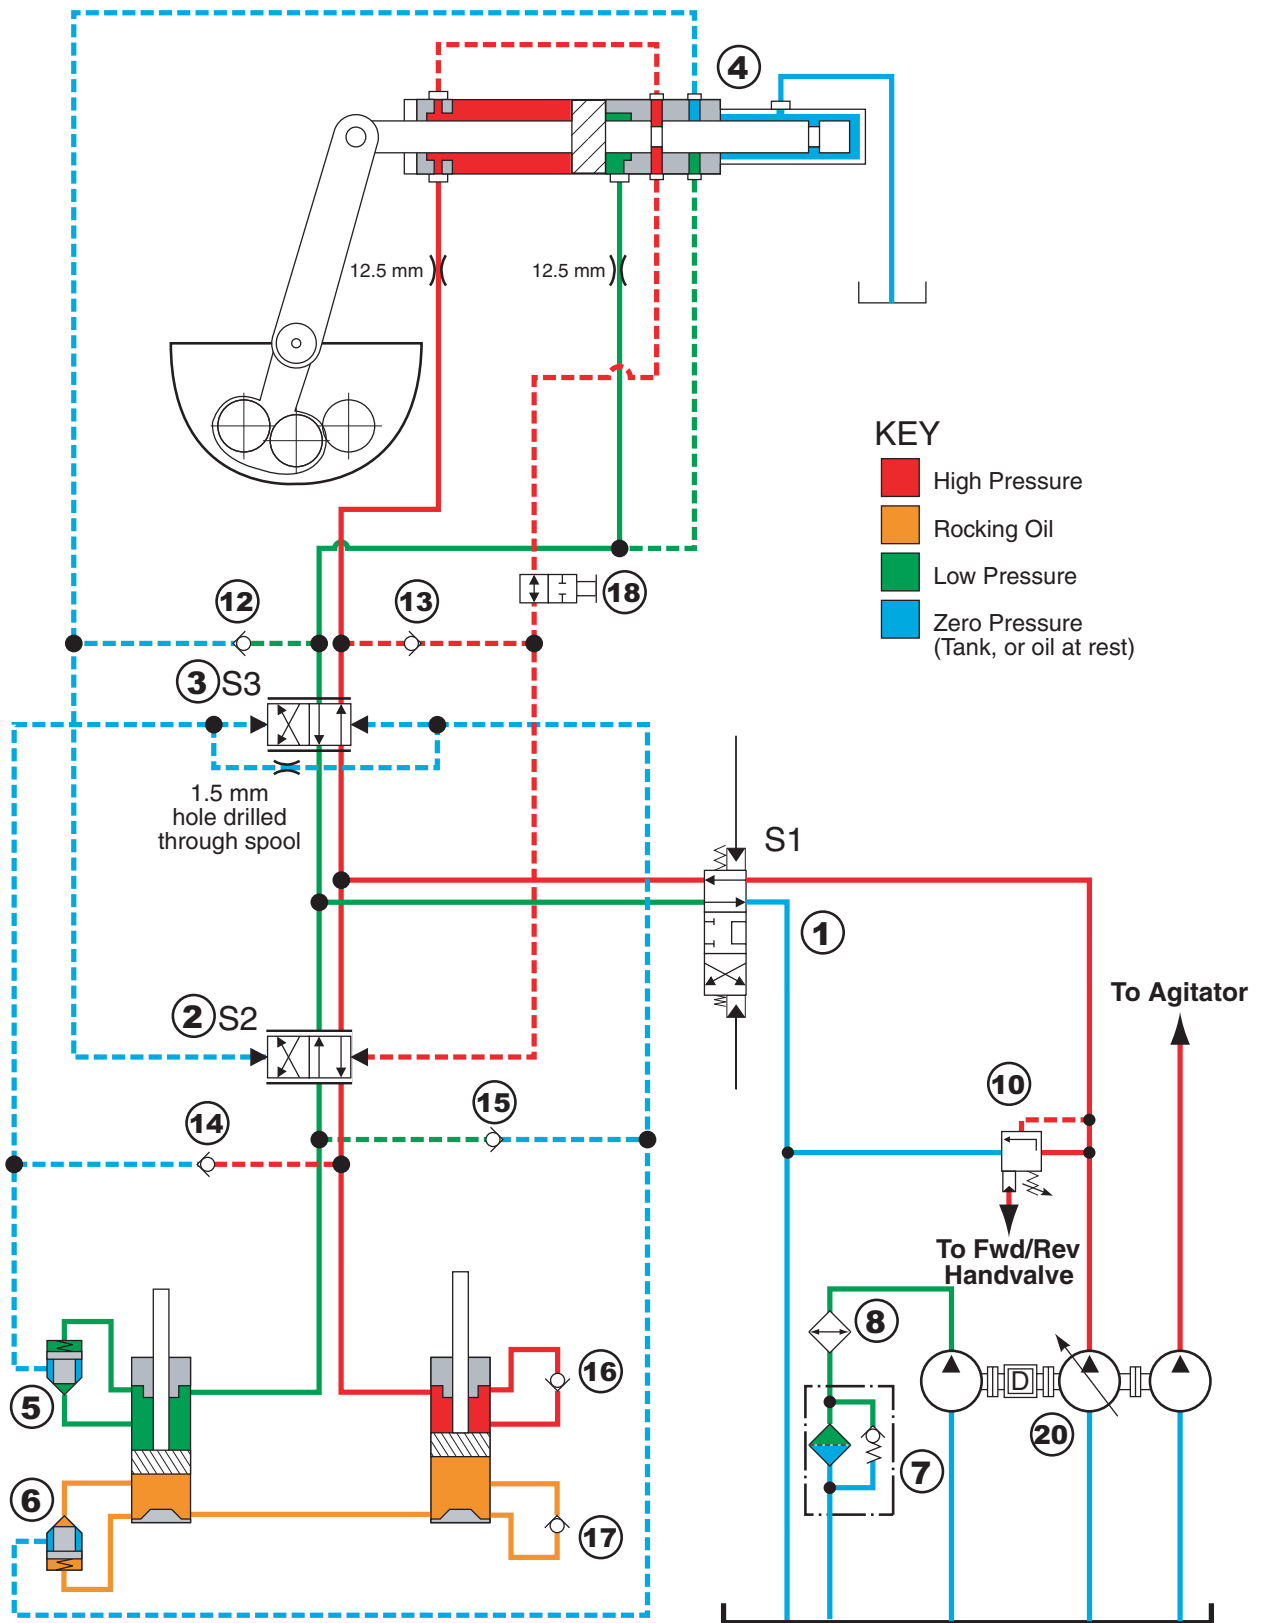 4
12.5 mm
12.5 mm
KEY
High Pressure
Rocking Oil
Low Pressure
Zero Pressure
(Tank, or oil at rest)
18
12
13
3 S3
1.5 mm
hole drilled
through spool
S1
1
2 S2
To Agitator
10
15
14
To Fwd/Rev
Handvalve
8
16
5
D
20
7
6
17